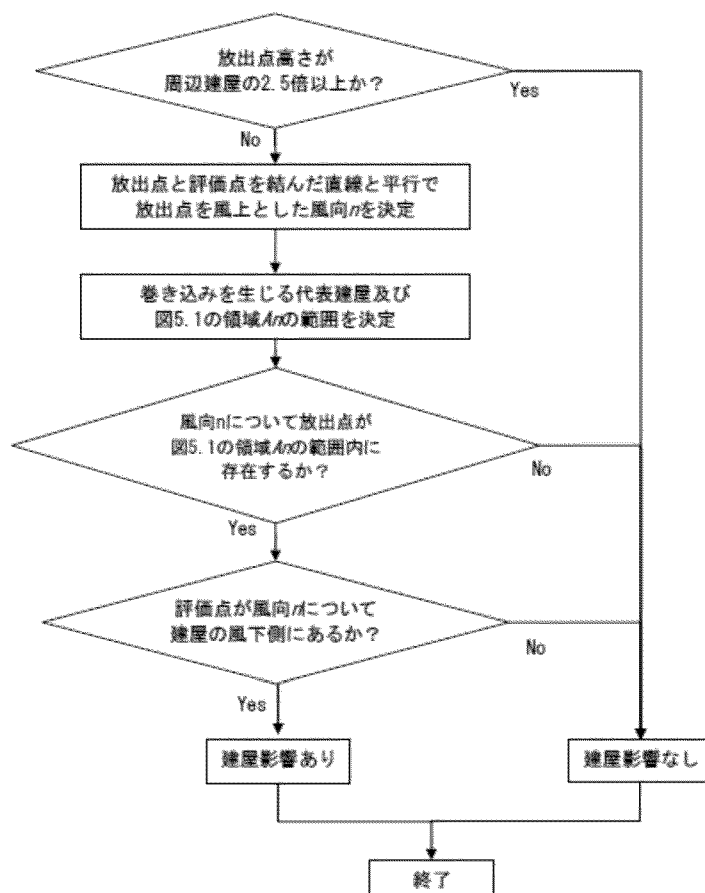 放出点高さが
周辺建屋の2.5倍以上か？
Yes
No
放出点と評価点を結んだ直線と平行で
放出点を風上とした風向nを決定
巻き込みを生じる代表建屋及び
図5.1の領域Anの範囲を決定
風向nについて放出点が
図5.1の領域Anの範囲内に
存在するか？
No
Yes
評価点が風向nについて
建屋の風下側にあるか？
No
Yes
建屋影響あり
建屋影響なし
終了